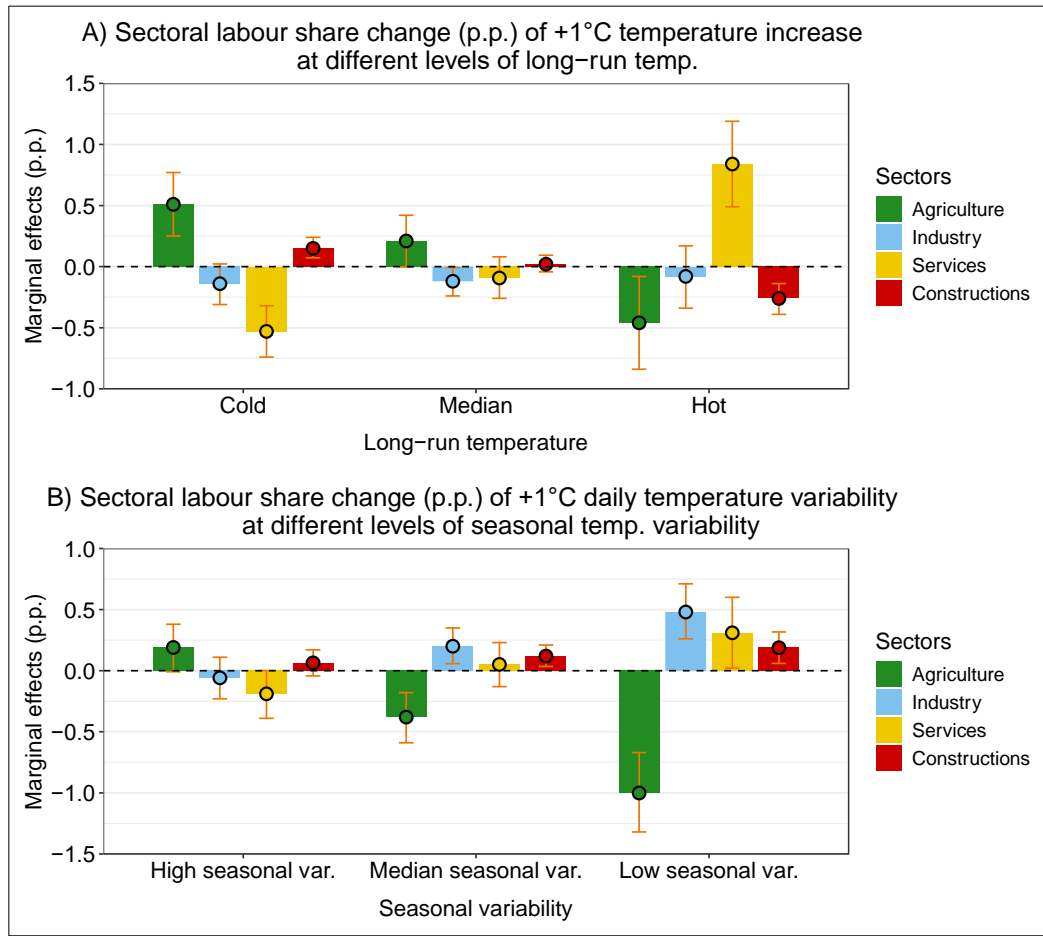 A) Sectoral labour share change (p.p.) of +1°C temperature increase
at different levels of long−run temp.
Marginal effects (p.p.)
1.5
1.0
0.5
0.0
−0.5
−1.0
Cold Median Hot
Long−run temperature
Sectors
Agriculture
Industry
Services
Constructions
B) Sectoral labour share change (p.p.) of +1°C daily temperature variability
at different levels of seasonal temp. variability
Marginal effects (p.p.)
1.0
0.5
0.0
−0.5
−1.0
−1.5
High seasonal var. Median seasonal var. Low seasonal var.
Seasonal variability
Sectors
Agriculture
Industry
Services
Constructions